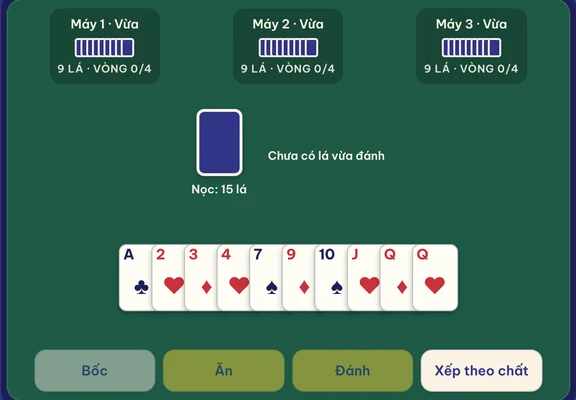 Máy 1 · Vừa
9 LÁ · VÒNG 0/4
Máy 2 · Vừa
9 LÁ · VÒNG 0/4
Máy 3 · Vừa
9 LÁ · VÒNG 0/4
Nọc: 15 lá
Chưa có lá vừa đánh
A 2 3 4 7 9 10 J Q Q
Bốc
Ăn
Đánh
Xếp theo chất